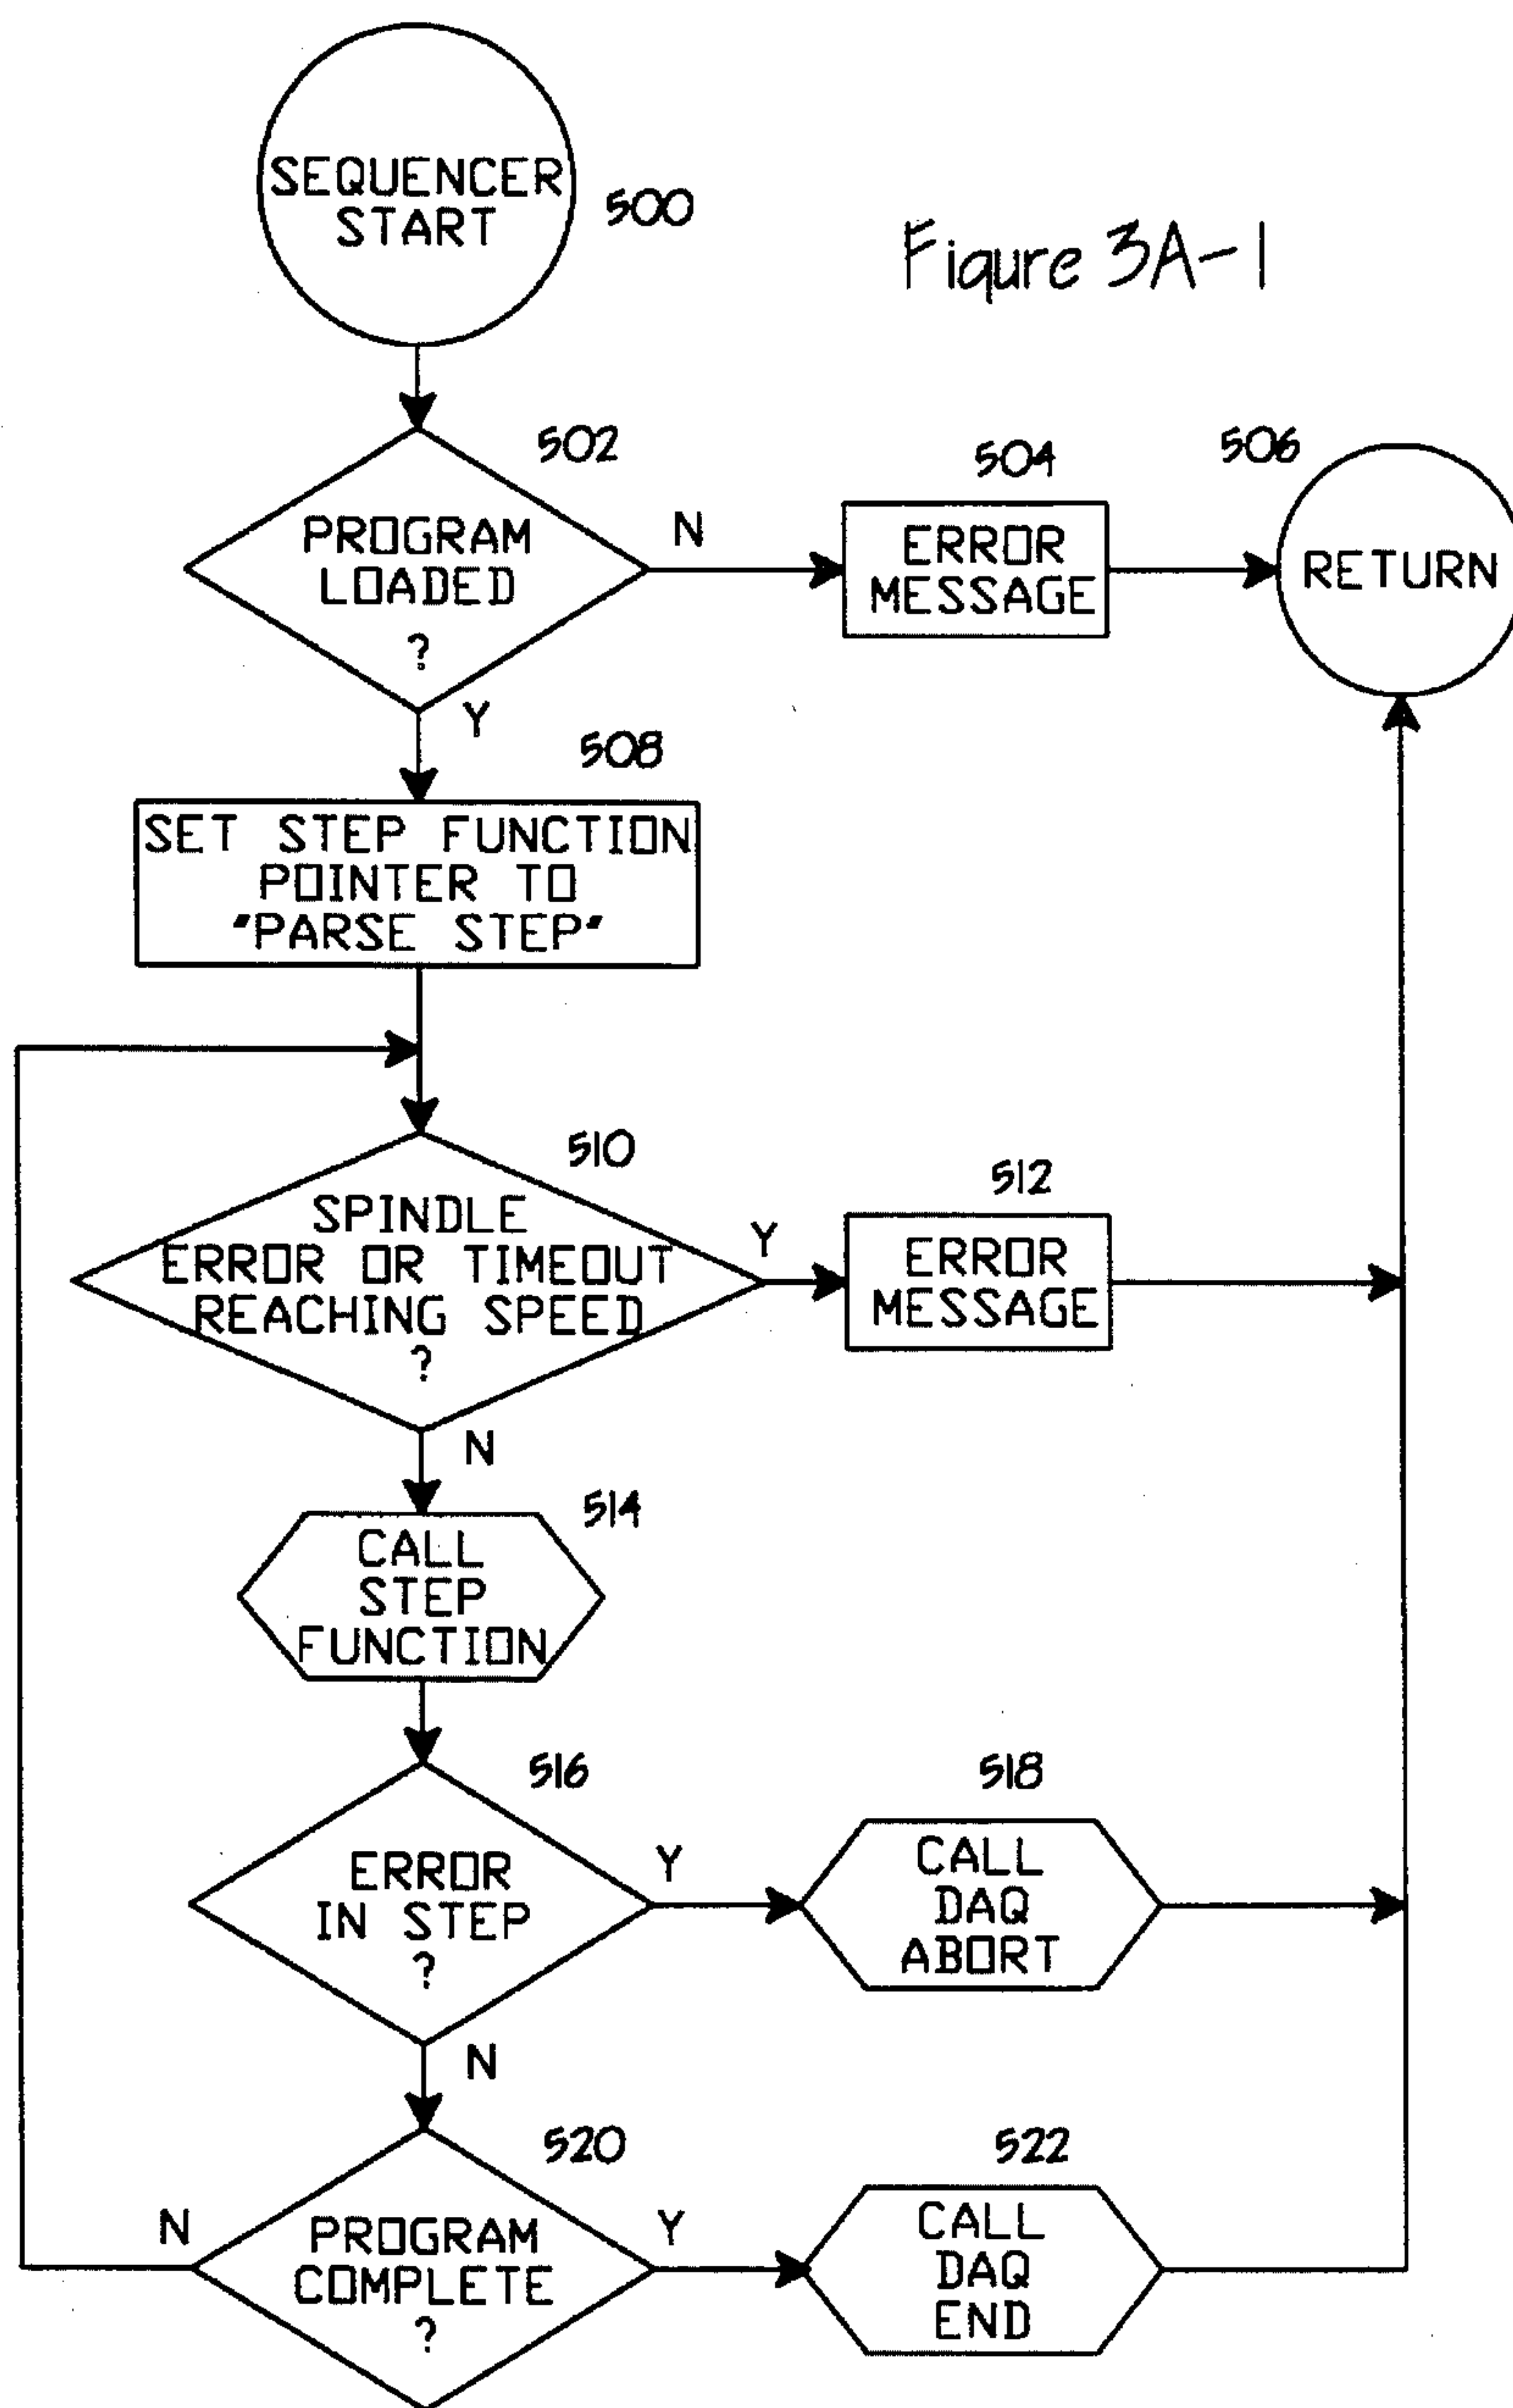 SEQUENCER
START
500
Figure 3A-1
502
PROGRAM
LOADED
?
N
Y
504
ERROR
MESSAGE
506
RETURN
508
SET STEP FUNCTION
POINTER TO
"PARSE STEP"
510
SPINDLE
ERROR OR TIMEOUT
REACHING SPEED
?
Y
N
512
ERROR
MESSAGE
514
CALL
STEP
FUNCTION
516
ERROR
IN STEP
?
Y
N
518
CALL
DAQ
ABORT
520
N
PROGRAM
COMPLETE
?
Y
522
CALL
DAQ
END